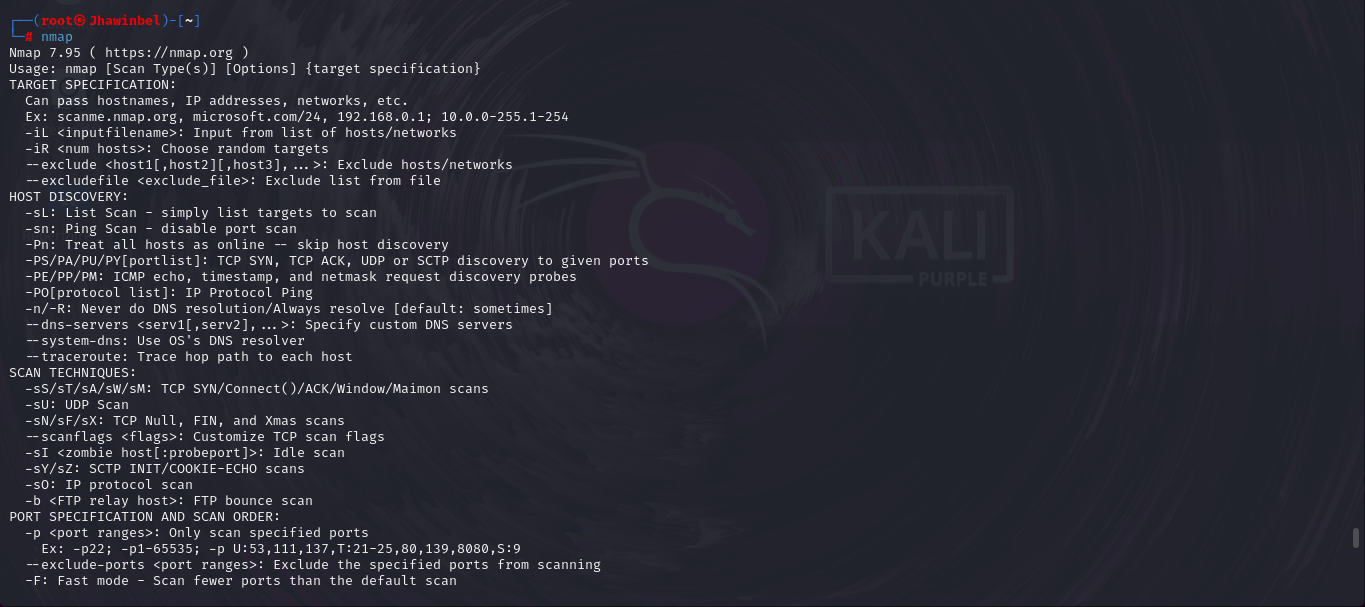 ┌──(root㉿Jhawinbel)-[~]
└─# nmap
Nmap 7.95 ( https://nmap.org )
Usage: nmap [Scan Type(s)] [Options] {target specification}
TARGET SPECIFICATION:
  Can pass hostnames, IP addresses, networks, etc.
  Ex: scanme.nmap.org, microsoft.com/24, 192.168.0.1; 10.0.0-255.1-254
  -iL <inputfilename>: Input from list of hosts/networks
  -iR <num hosts>: Choose random targets
  --exclude <host1[,host2][,host3],...>: Exclude hosts/networks
  --excludefile <exclude_file>: Exclude list from file
HOST DISCOVERY:
  -sL: List Scan - simply list targets to scan
  -sn: Ping Scan - disable port scan
  -Pn: Treat all hosts as online -- skip host discovery
  -PS/PA/PU/PY[portlist]: TCP SYN, TCP ACK, UDP or SCTP discovery to given ports
  -PE/PP/PM: ICMP echo, timestamp, and netmask request discovery probes
  -PO[protocol list]: IP Protocol Ping
  -n/-R: Never do DNS resolution/Always resolve [default: sometimes]
  --dns-servers <serv1[,serv2],...>: Specify custom DNS servers
  --system-dns: Use OS's DNS resolver
  --traceroute: Trace hop path to each host
SCAN TECHNIQUES:
  -sS/sT/sA/sW/sM: TCP SYN/Connect()/ACK/Window/Maimon scans
  -sU: UDP Scan
  -sN/sF/sX: TCP Null, FIN, and Xmas scans
  --scanflags <flags>: Customize TCP scan flags
  -sI <zombie host[:probeport]>: Idle scan
  -sY/sZ: SCTP INIT/COOKIE-ECHO scans
  -sO: IP protocol scan
  -b <FTP relay host>: FTP bounce scan
PORT SPECIFICATION AND SCAN ORDER:
  -p <port ranges>: Only scan specified ports
    Ex: -p22; -p1-65535; -p U:53,111,137,T:21-25,80,139,8080,S:9
  --exclude-ports <port ranges>: Exclude the specified ports from scanning
  -F: Fast mode - Scan fewer ports than the default scan
KALI
PURPLE